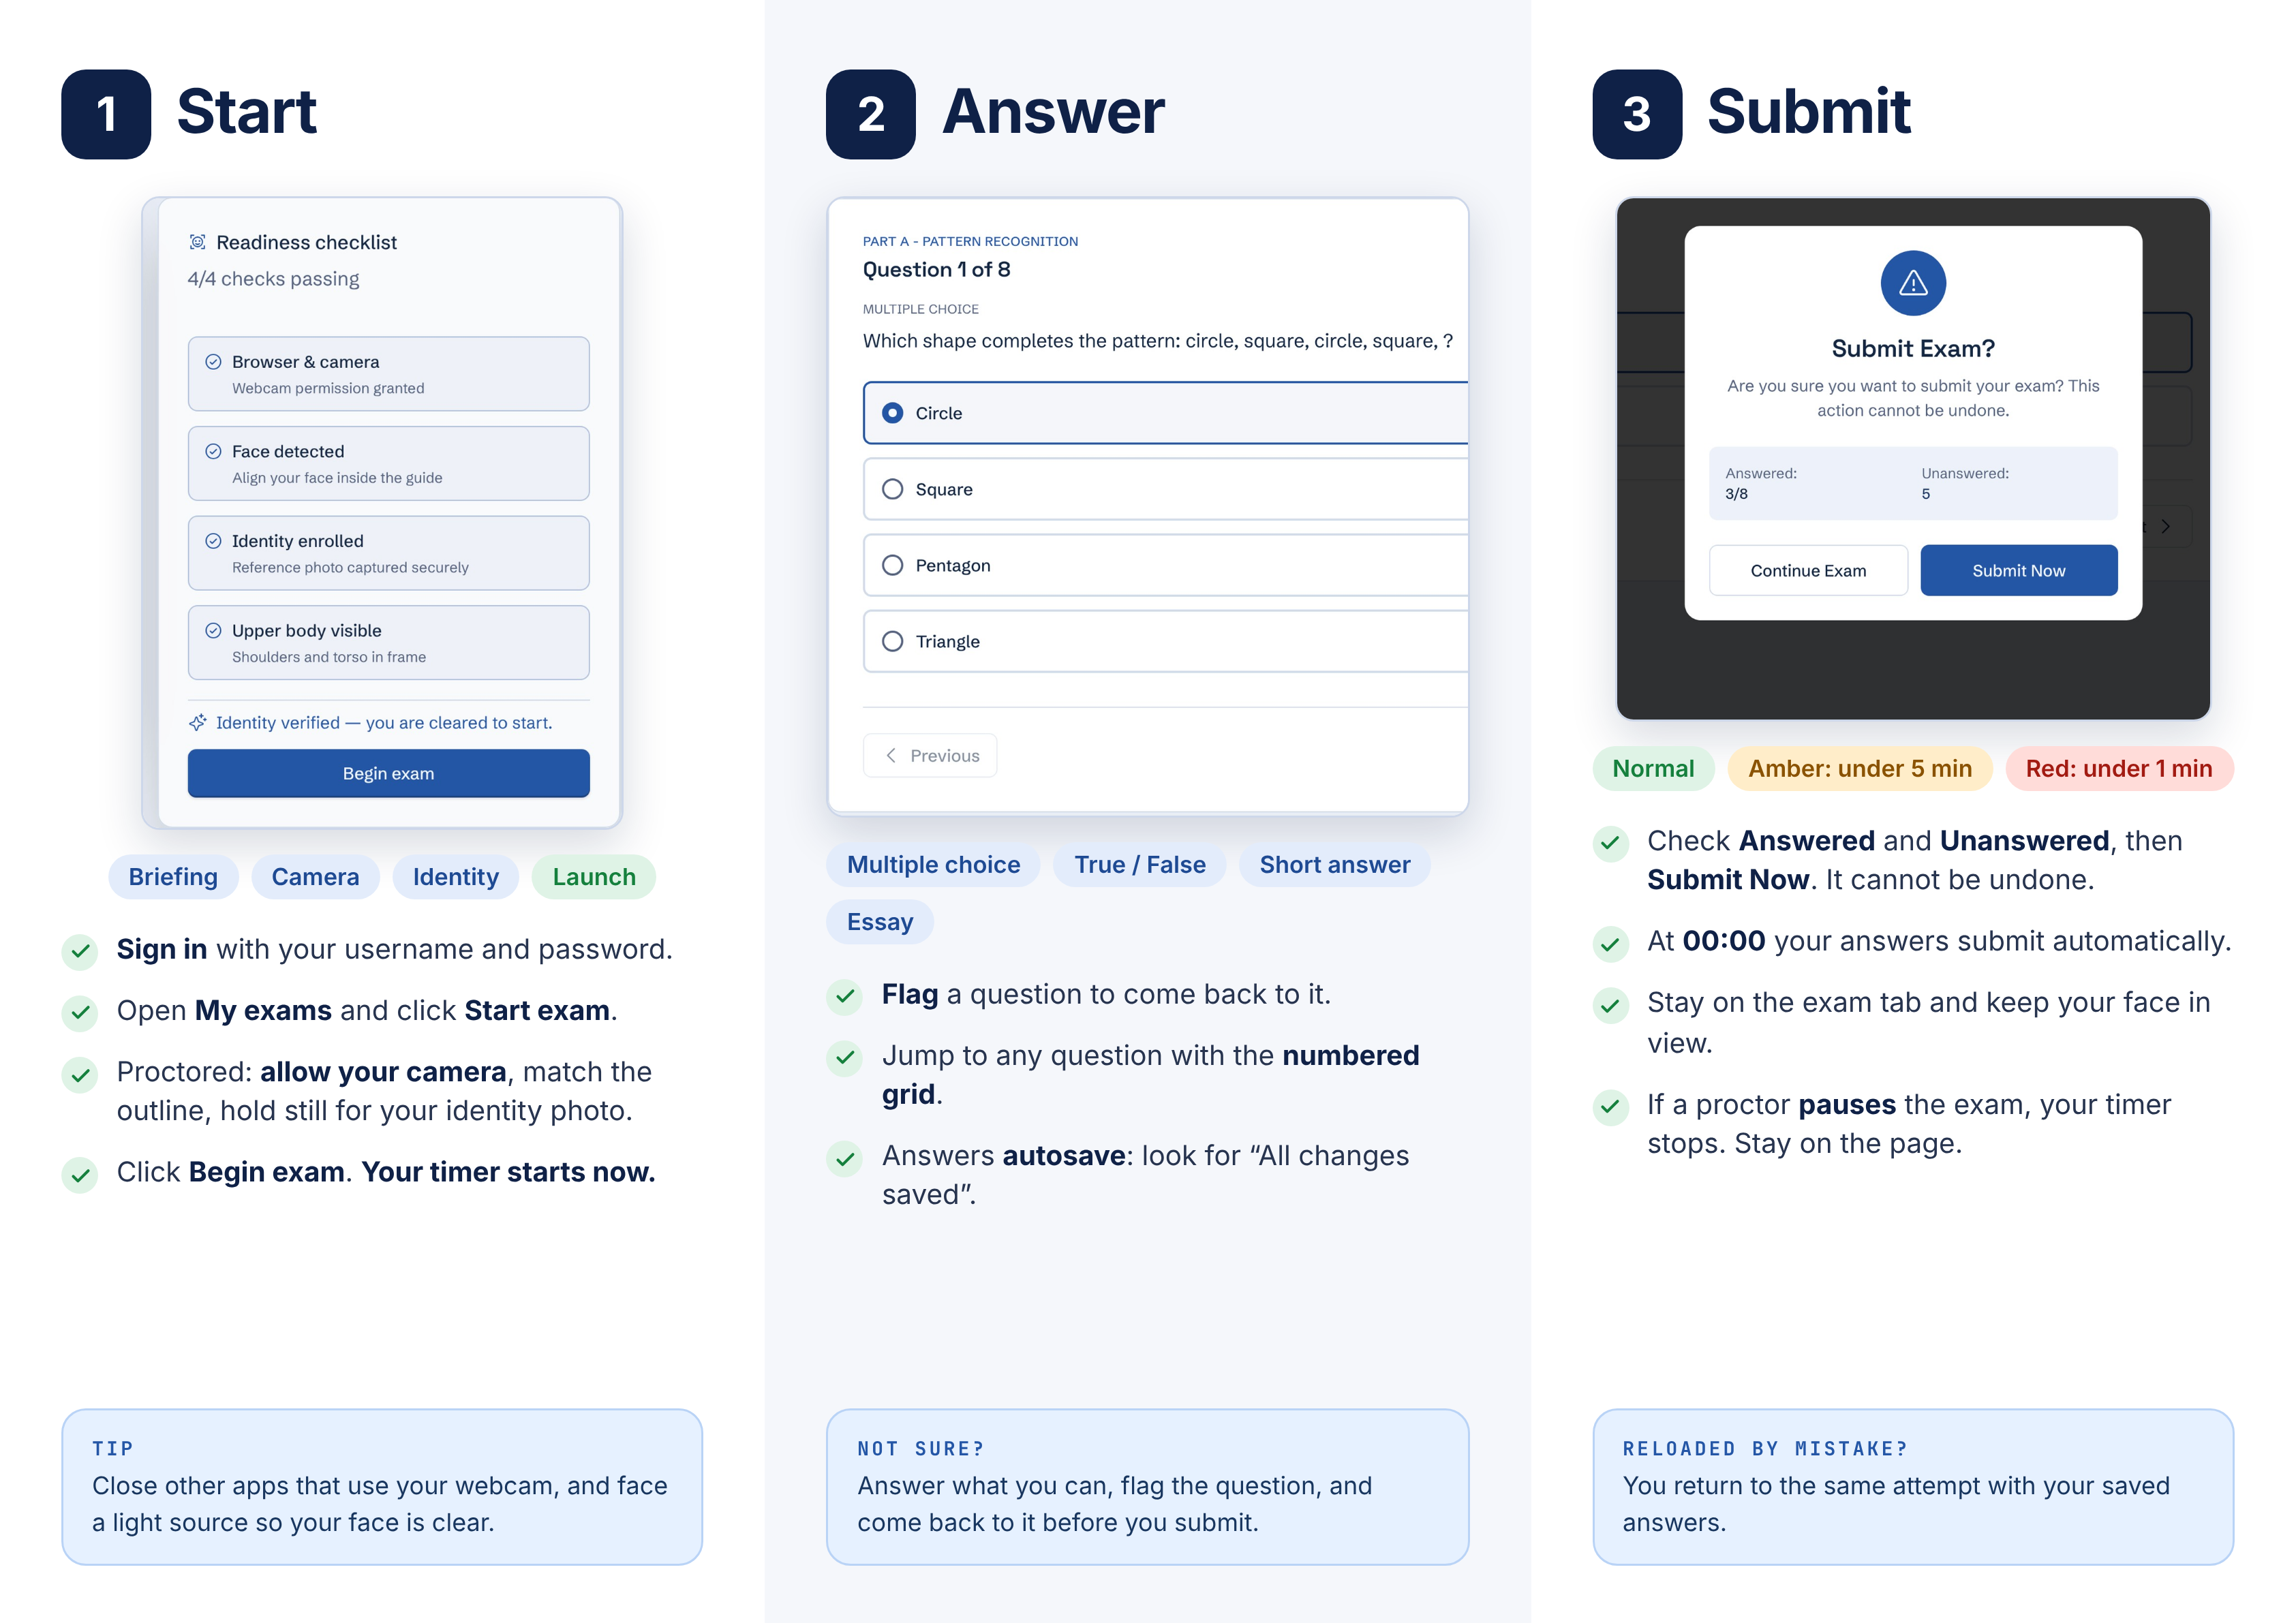 1 Start
Readiness checklist
4/4 checks passing
Browser & camera
Webcam permission granted
Face detected
Align your face inside the guide
Identity enrolled
Reference photo captured securely
Upper body visible
Shoulders and torso in frame
Identity verified — you are cleared to start.
Begin exam
Briefing Camera Identity Launch
Sign in with your username and password.
Open My exams and click Start exam.
Proctored: allow your camera, match the
outline, hold still for your identity photo.
Click Begin exam. Your timer starts now.
TIP
Close other apps that use your webcam, and face
a light source so your face is clear.
2 Answer
PART A - PATTERN RECOGNITION
Question 1 of 8
MULTIPLE CHOICE
Which shape completes the pattern: circle, square, circle, square, ?
Circle
Square
Pentagon
Triangle
Previous
Multiple choice True / False Short answer
Essay
Flag a question to come back to it.
Jump to any question with the numbered
grid.
Answers autosave: look for “All changes
saved”.
NOT SURE?
Answer what you can, flag the question, and
come back to it before you submit.
3 Submit
Submit Exam?
Are you sure you want to submit your exam? This
action cannot be undone.
Answered: Unanswered:
3/8 5
Continue Exam Submit Now
Normal Amber: under 5 min Red: under 1 min
Check Answered and Unanswered, then
Submit Now. It cannot be undone.
At 00:00 your answers submit automatically.
Stay on the exam tab and keep your face in
view.
If a proctor pauses the exam, your timer
stops. Stay on the page.
RELOADED BY MISTAKE?
You return to the same attempt with your saved
answers.